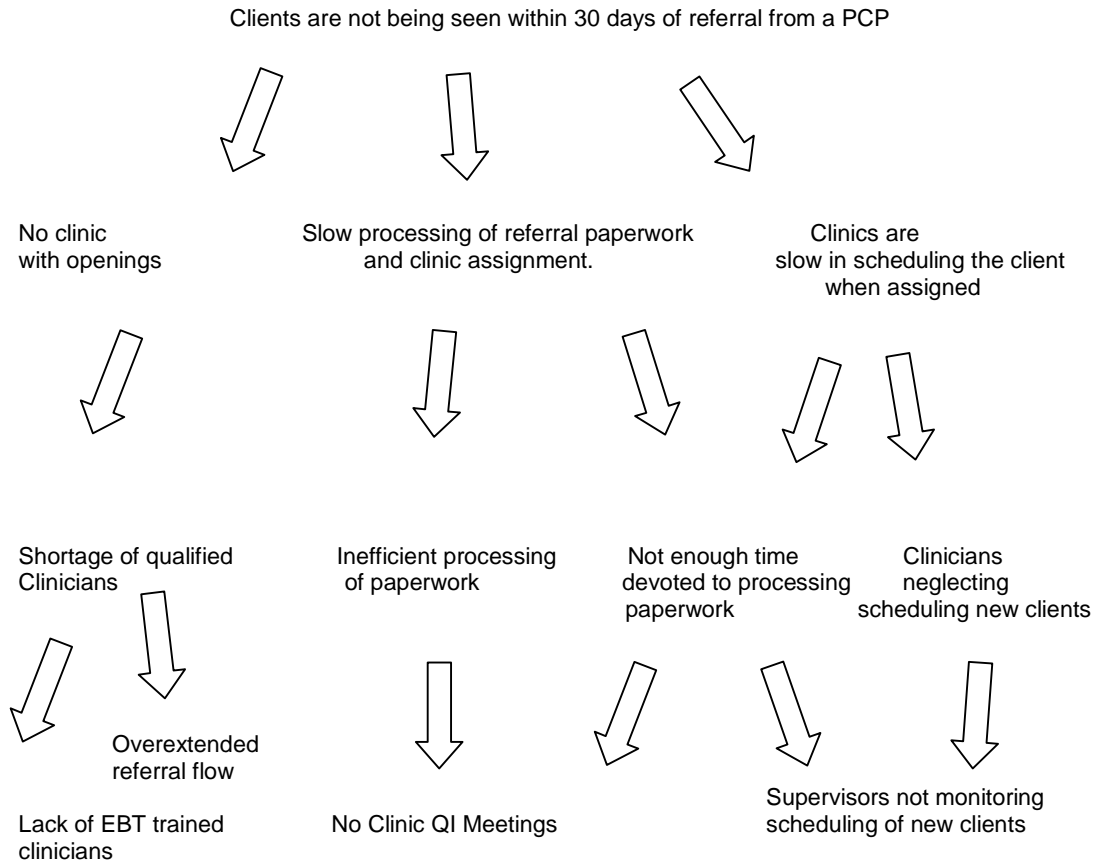 Clients are not being seen within 30 days of referral from a PCP
No clinic
with openings
Slow processing of referral paperwork
and clinic assignment.
Clinics are
slow in scheduling the client
when assigned
Shortage of qualified
Clinicians
Inefficient processing
of paperwork
Not enough time
devoted to processing
paperwork
Clinicians
neglecting
scheduling new clients
Overextended
referral flow
Lack of EBT trained
clinicians
No Clinic QI Meetings
Supervisors not monitoring
scheduling of new clients